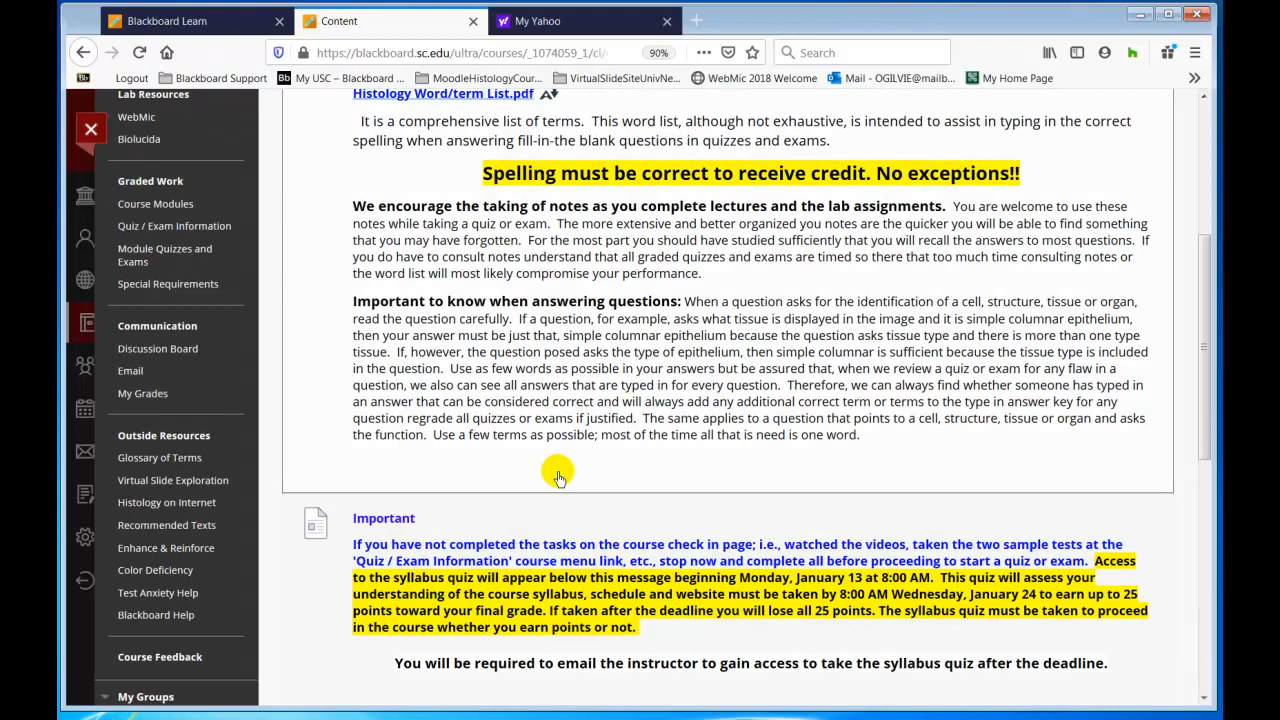 Blackboard Learn
Content
My Yahoo
https://blackboard.sc.edu/ultra/courses/_1074059_1/cl/
90%
Search
Logout
Blackboard Support
Bb My USC – Blackboard ...
MoodleHistologyCour...
VirtualSlideSiteUnivNe...
WebMic 2018 Welcome
Mail - OGILVIE@mailb...
My Home Page
Lab Resources
WebMic
Biolucida
Graded Work
Course Modules
Quiz / Exam Information
Module Quizzes and
Exams
Special Requirements
Communication
Discussion Board
Email
My Grades
Outside Resources
Glossary of Terms
Virtual Slide Exploration
Histology on Internet
Recommended Texts
Enhance & Reinforce
Color Deficiency
Test Anxiety Help
Blackboard Help
Course Feedback
My Groups
Histology Word/term List.pdf
It is a comprehensive list of terms. This word list, although not exhaustive, is intended to assist in typing in the correct
spelling when answering fill-in-the blank questions in quizzes and exams.
Spelling must be correct to receive credit. No exceptions!!
We encourage the taking of notes as you complete lectures and the lab assignments. You are welcome to use these
notes while taking a quiz or exam. The more extensive and better organized you notes are the quicker you will be able to find something
that you may have forgotten. For the most part you should have studied sufficiently that you will recall the answers to most questions. If
you do have to consult notes understand that all graded quizzes and exams are timed so there that too much time consulting notes or
the word list will most likely compromise your performance.
Important to know when answering questions: When a question asks for the identification of a cell, structure, tissue or organ,
read the question carefully. If a question, for example, asks what tissue is displayed in the image and it is simple columnar epithelium,
then your answer must be just that, simple columnar epithelium because the question asks tissue type and there is more than one type
tissue. If, however, the question posed asks the type of epithelium, then simple columnar is sufficient because the tissue type is included
in the question. Use as few words as possible in your answers but be assured that, when we review a quiz or exam for any flaw in a
question, we also can see all answers that are typed in for every question. Therefore, we can always find whether someone has typed in
an answer that can be considered correct and will always add any additional correct term or terms to the type in answer key for any
question regrade all quizzes or exams if justified. The same applies to a question that points to a cell, structure, tissue or organ and asks
the function. Use a few terms as possible; most of the time all that is need is one word.
Important
If you have not completed the tasks on the course check in page; i.e., watched the videos, taken the two sample tests at the
'Quiz / Exam Information' course menu link, etc., stop now and complete all before proceeding to start a quiz or exam. Access
to the syllabus quiz will appear below this message beginning Monday, January 13 at 8:00 AM. This quiz will assess your
understanding of the course syllabus, schedule and website must be taken by 8:00 AM Wednesday, January 24 to earn up to 25
points toward your final grade. If taken after the deadline you will lose all 25 points. The syllabus quiz must be taken to proceed
in the course whether you earn points or not.
You will be required to email the instructor to gain access to take the syllabus quiz after the deadline.